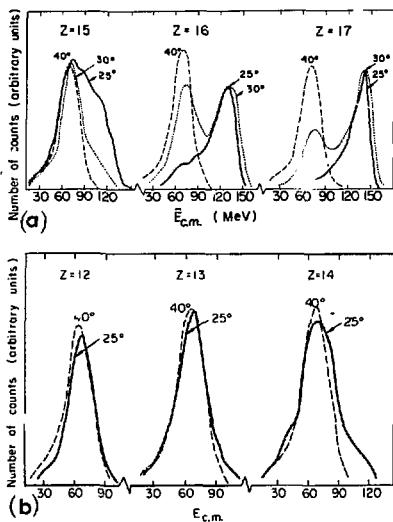 Z=15 Z=16 Z=17
40° 30° 25°
40° 25° 30°
40° 30° 25°
Number of counts (arbitrary units)
30 60 90 120 60 90 120 150 60 90 120 150
(a) Ēc.m. (MeV)
Z=12 Z=13 Z=14
40° 25°
40° 25°
40° 25°
Number of counts (arbitrary units)
30 60 90 30 60 90 30 60 90 120
(b) Ec.m.